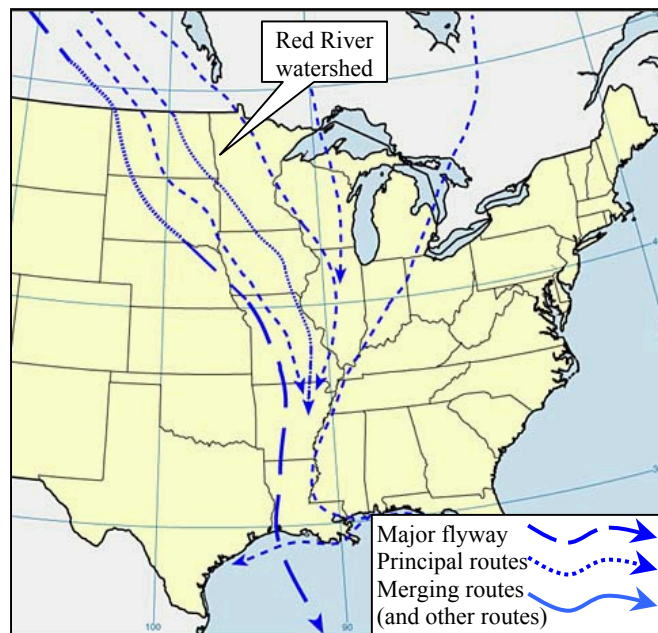 Red River
watershed
Major flyway
Principal routes
Merging routes
(and other routes)
100
90